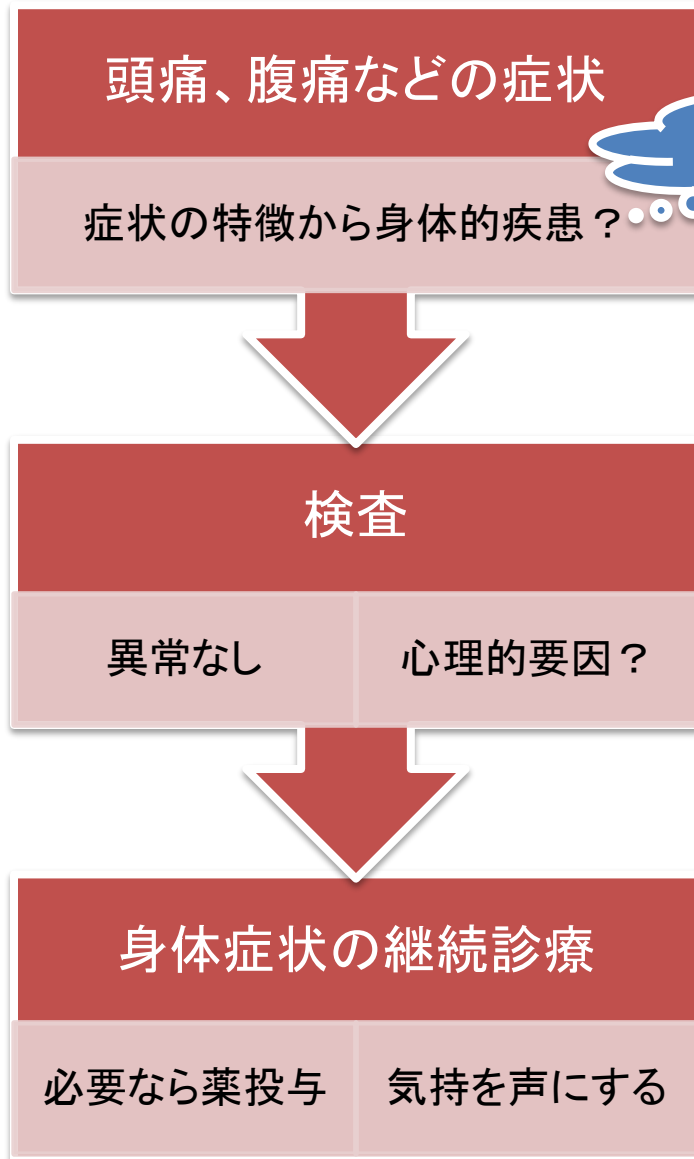 頭痛、腹痛などの症状
症状の特徴から身体的疾患？
検査
異常なし
心理的要因？
身体症状の継続診療
必要なら薬投与
気持を声にする